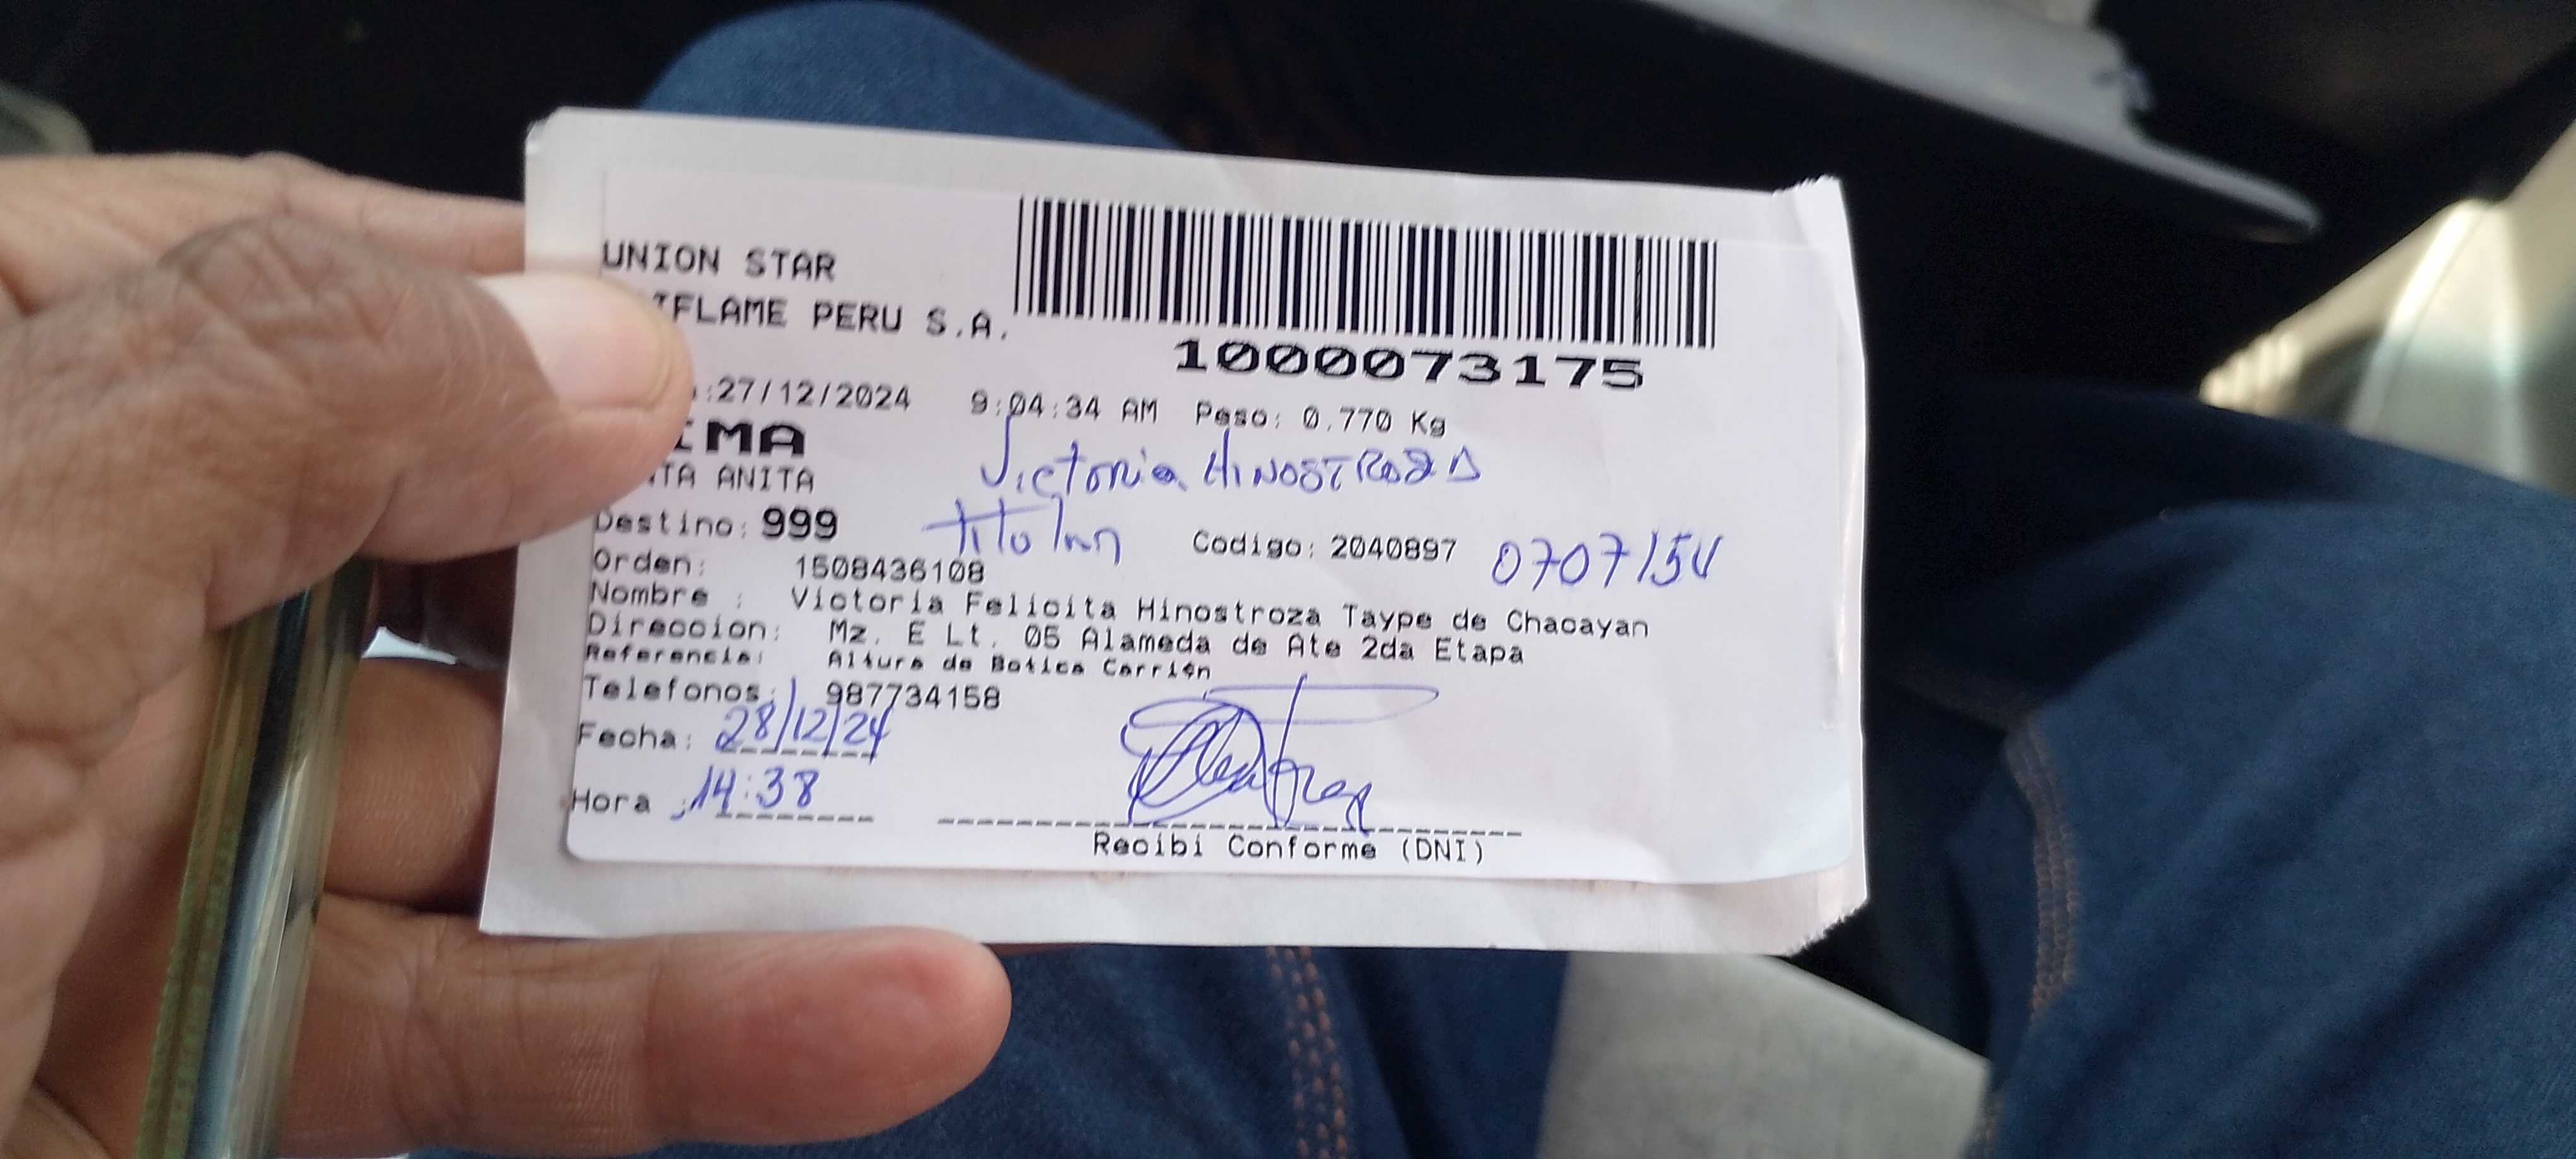 UNION STAR
IFLAME PERU S.A.
1000073175
:27/12/2024 9:04:34 AM Peso: 0.770 Kg
IMA
TA ANITA
Victoria HINOSTROZA
Destino: 999
titular
Codigo: 2040897
Orden: 1508436108
Nombre : Victoria Felicita Hinostroza Taype de Chacayan
Direccion: Mz. E Lt. 05 Alameda de Ate 2da Etapa
Referencia: Altura de Botica Carrión
Telefonos: 987734158
Fecha: 28/12/24
Hora : 14:38
Recibi Conforme (DNI)